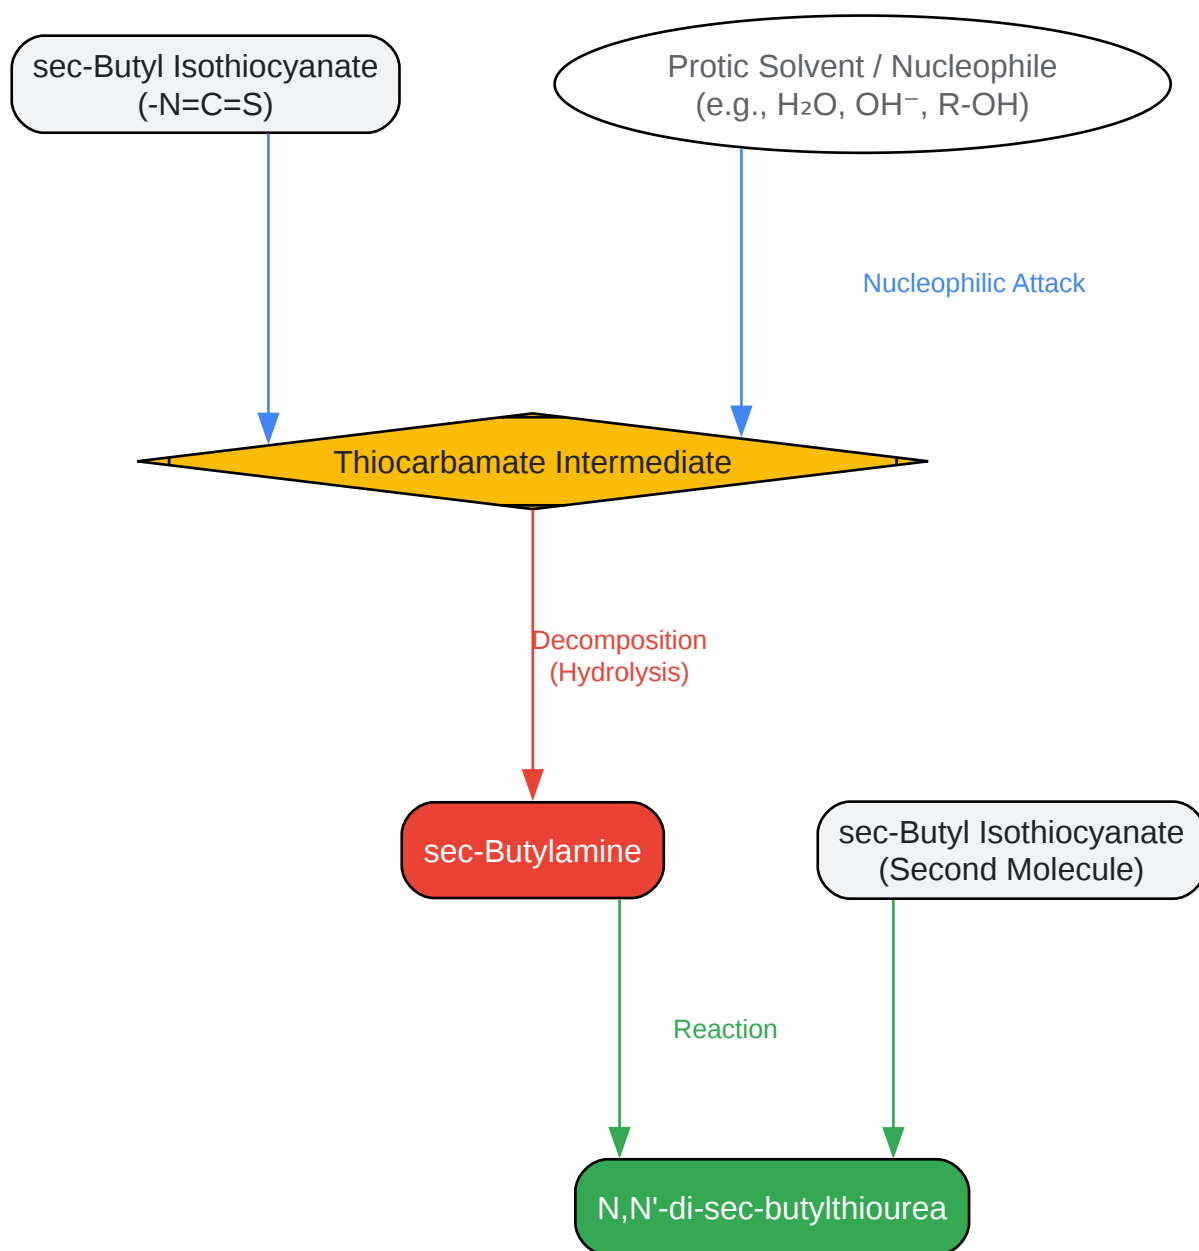 sec-Butyl Isothiocyanate
(-N=C=S)
Protic Solvent / Nucleophile
(e.g., H₂O, OH⁻, R-OH)
Nucleophilic Attack
Thiocarbamate Intermediate
Decomposition
(Hydrolysis)
sec-Butylamine
sec-Butyl Isothiocyanate
(Second Molecule)
Reaction
N,N'-di-sec-butylthiourea